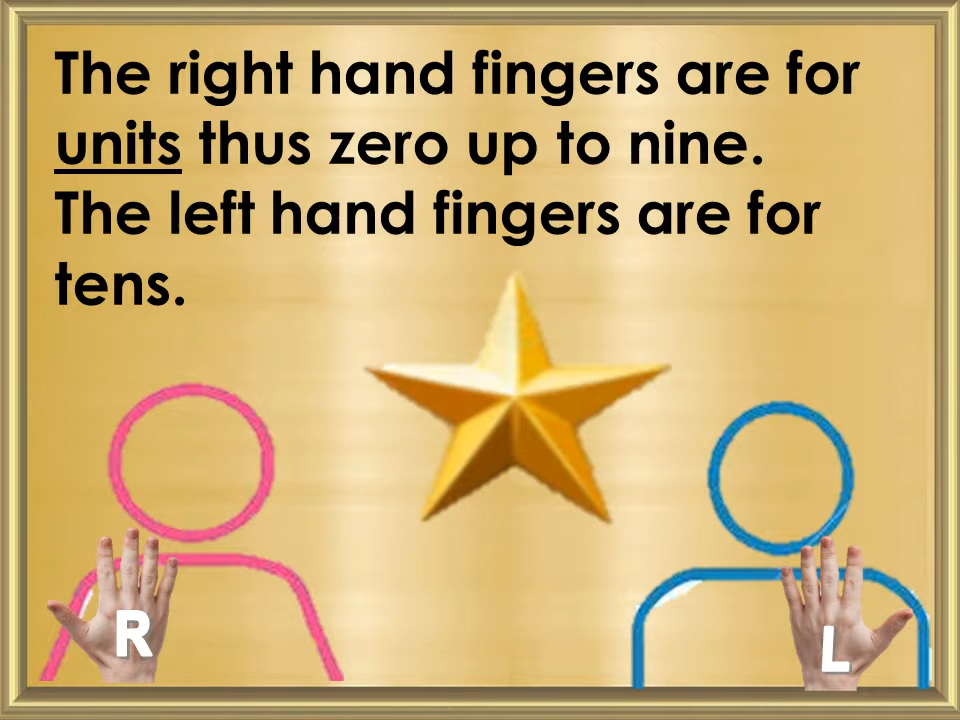 The right hand fingers are for
units thus zero up to nine.
The left hand fingers are for
tens.
R
L